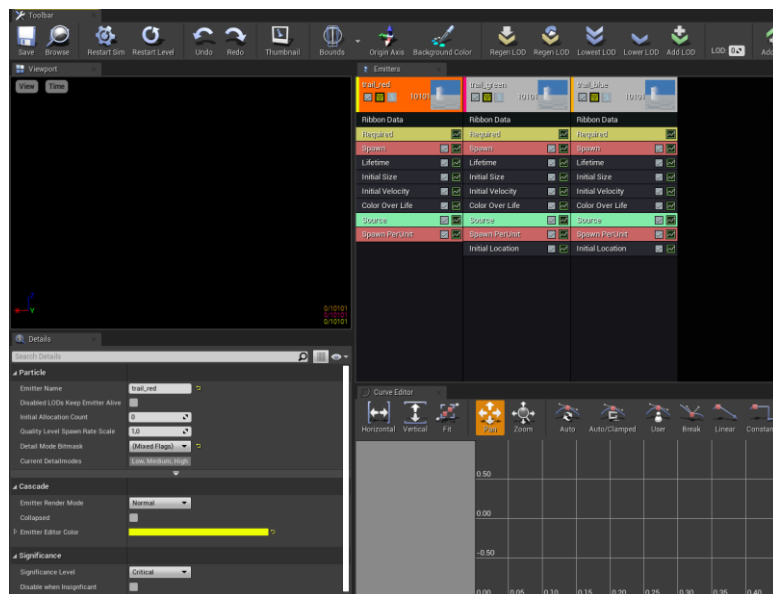 Toolbar
Save Browse Restart Sim Restart Level Undo Redo Thumbnail Bounds Origin Axis Background Color Regen LOD Regen LOD Lowest LOD Lower LOD Add LOD LOD: 0
Viewport
View Time
Z
Y
0/10101
0/10101
0/10101
Emitters
trail_red trail_green trail_blue
10101 10101 10101
Ribbon Data Ribbon Data Ribbon Data
Required Required Required
Spawn Spawn Spawn
Lifetime Lifetime Lifetime
Initial Size Initial Size Initial Size
Initial Velocity Initial Velocity Initial Velocity
Color Over Life Color Over Life Color Over Life
Source Source Source
Spawn PerUnit Spawn PerUnit Spawn PerUnit
Initial Location Initial Location
Details
Search Details
Particle
Emitter Name trail_red
Disabled LODs Keep Emitter Alive
Initial Allocation Count 0
Quality Level Spawn Rate Scale 1,0
Detail Mode Bitmask (Mixed Flags)
Current Detailmodes Low, Medium, High
Cascade
Emitter Render Mode Normal
Collapsed
Emitter Editor Color
Significance
Significance Level Critical
Disable when Insignficant
Curve Editor
Horizontal Vertical Fit Pan Zoom Auto Auto/Clamped User Break Linear Constan
0.50
0.00
-0.50
0.00 0.05 0.10 0.15 0.20 0.25 0.30 0.35 0.40